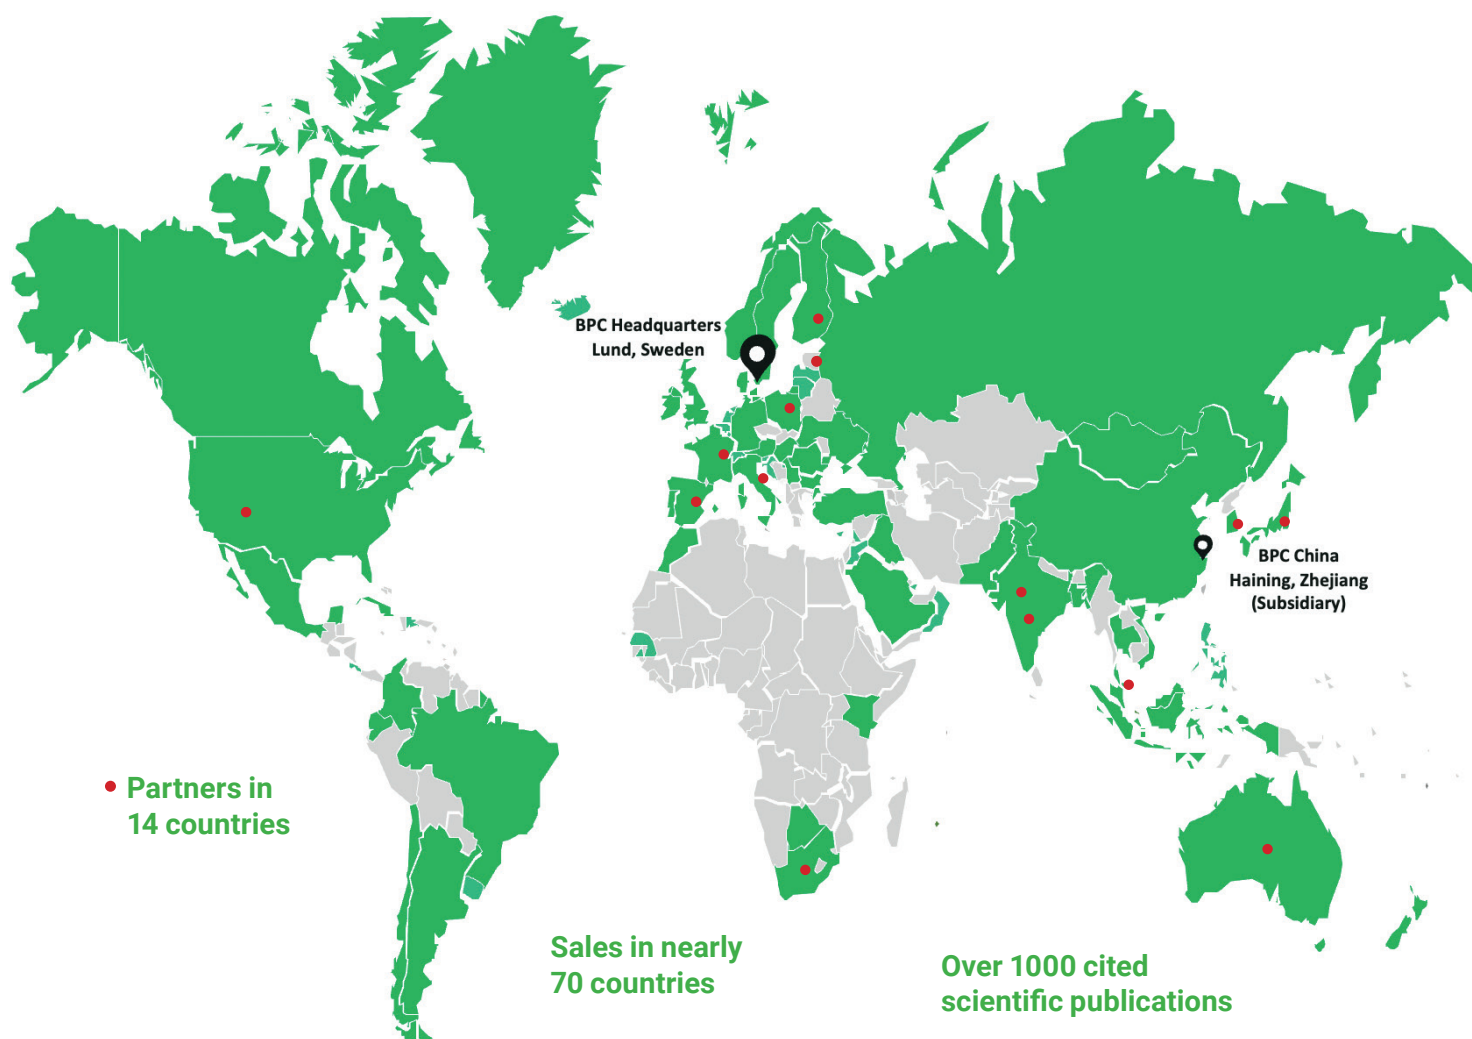 BPC Headquarters
Lund, Sweden
BPC China
Haining, Zhejiang
(Subsidiary)
Partners in
14 countries
Sales in nearly
70 countries
Over 1000 cited
scientific publications